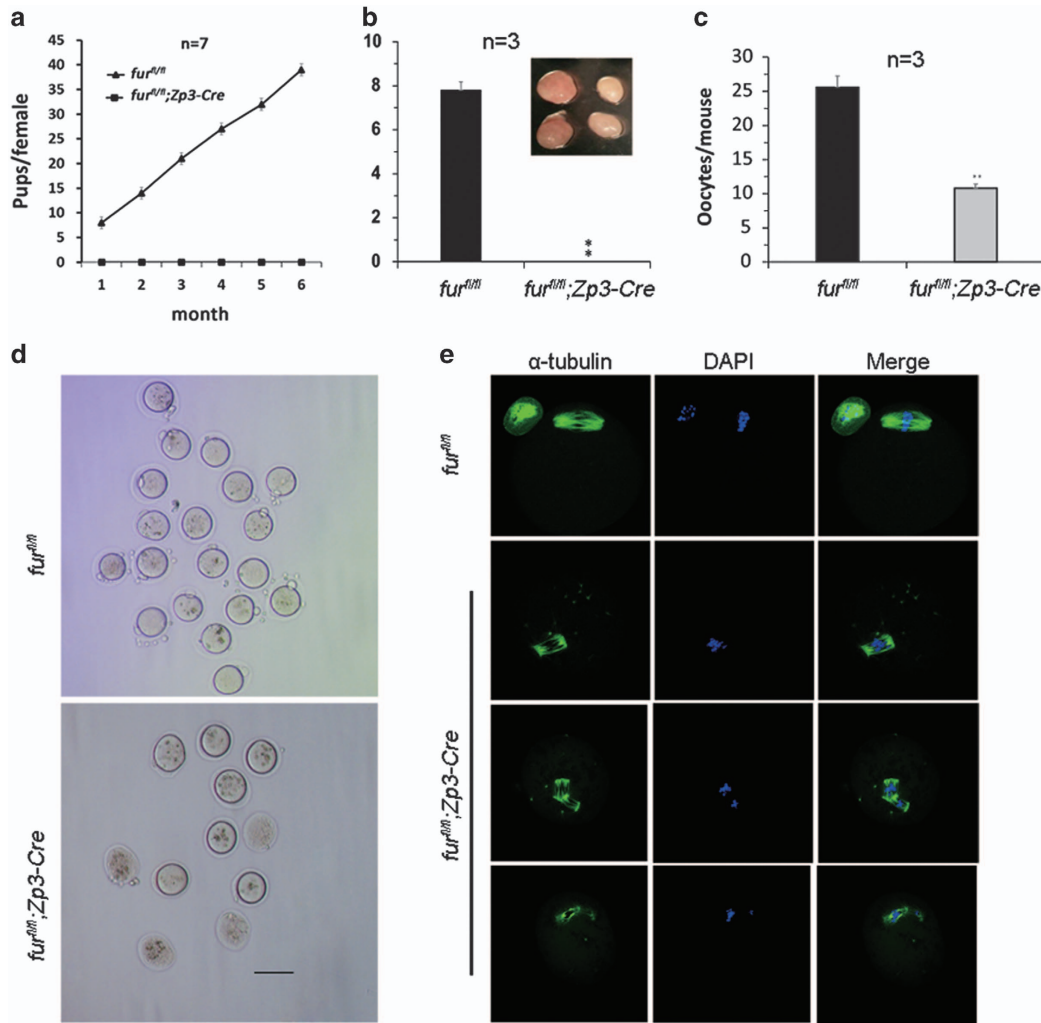 a
n=7
fur^fl/fl
fur^fl/fl;Zp3-Cre
Pups/female
45
40
35
30
25
20
15
10
5
0
1 2 3 4 5 6
month
b
n=3
10
8
6
4
2
0
**
fur^fl/fl fur^fl/fl;Zp3-Cre
c
n=3
Oocytes/mouse
30
25
20
15
10
5
0
**
fur^fl/fl fur^fl/fl;Zp3-Cre
d
fur^fl/fl
fur^fl/fl;Zp3-Cre
e
α-tubulin DAPI Merge
fur^fl/fl
fur^fl/fl;Zp3-Cre